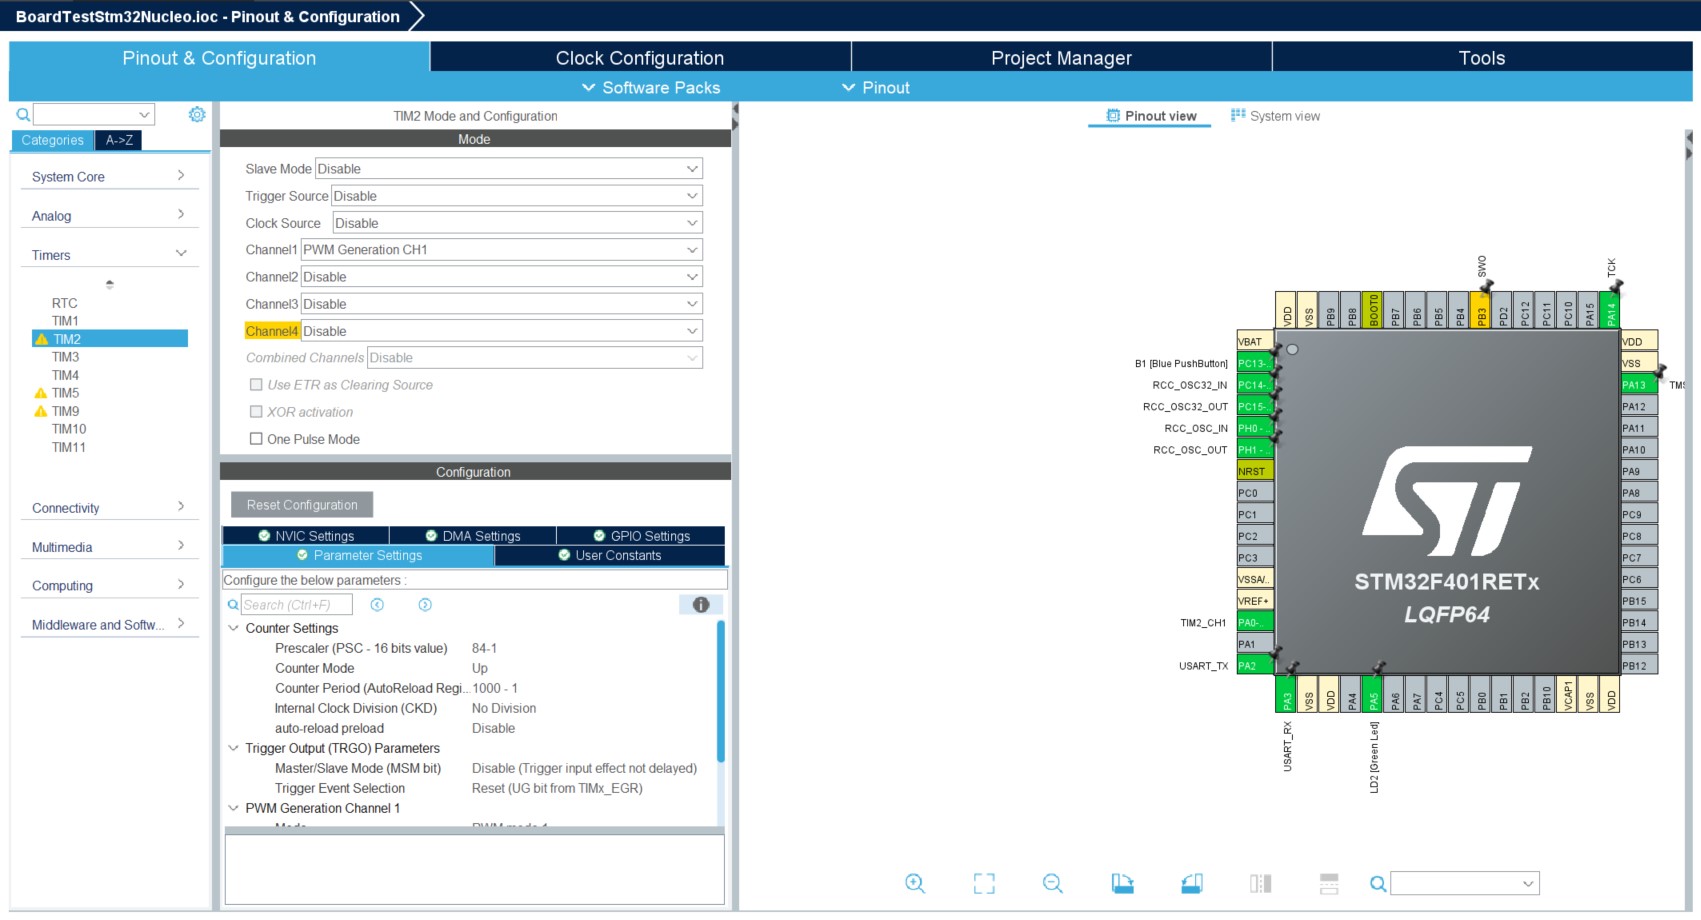 BoardTestStm32Nucleo.ioc - Pinout & Configuration
Pinout & Configuration
Clock Configuration
Project Manager
Tools
Software Packs
Pinout
Categories
A->Z
System Core
Analog
Timers
RTC
TIM1
TIM2
TIM3
TIM4
TIM5
TIM9
TIM10
TIM11
Connectivity
Multimedia
Computing
Middleware and Softw...
TIM2 Mode and Configuration
Mode
Slave Mode Disable
Trigger Source Disable
Clock Source Disable
Channel1 PWM Generation CH1
Channel2 Disable
Channel3 Disable
Channel4 Disable
Combined Channels Disable
Use ETR as Clearing Source
XOR activation
One Pulse Mode
Configuration
Reset Configuration
NVIC Settings
DMA Settings
GPIO Settings
Parameter Settings
User Constants
Configure the below parameters :
Search (Ctrl+F)
Counter Settings
Prescaler (PSC - 16 bits value) 84-1
Counter Mode Up
Counter Period (AutoReload Regi... 1000 - 1
Internal Clock Division (CKD) No Division
auto-reload preload Disable
Trigger Output (TRGO) Parameters
Master/Slave Mode (MSM bit) Disable (Trigger input effect not delayed)
Trigger Event Selection Reset (UG bit from TIMx_EGR)
PWM Generation Channel 1
Mode PWM mode 1
Pinout view
System view
SWO
TCK
VDD
VSS
PB9
PB8
BOOT0
PB7
PB6
PB5
PB4
PB3
PD2
PC12
PC11
PC10
PA15
PA14
VBAT
B1 [Blue PushButton] PC13-..
RCC_OSC32_IN PC14-..
RCC_OSC32_OUT PC15-..
RCC_OSC_IN PH0 -..
RCC_OSC_OUT PH1 -..
NRST
PC0
PC1
PC2
PC3
VSSA/..
VREF+
TIM2_CH1 PA0-..
PA1
USART_TX PA2
VDD
VSS
PA13 TMS
PA12
PA11
PA10
PA9
PA8
PC9
PC8
PC7
PC6
PB15
PB14
PB13
PB12
ST
STM32F401RETx
LQFP64
PA3
VSS
VDD
PA4
PA5
PA6
PA7
PC4
PC5
PB0
PB1
PB2
PB10
VCAP1
VSS
VDD
USART_RX
LD2 [Green Led]